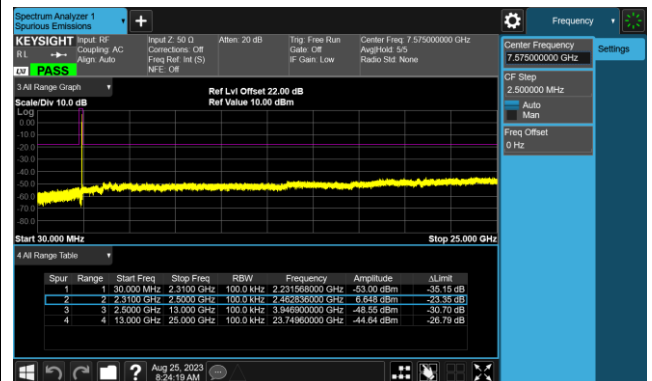 Spectrum Analyzer 1
Spurious Emissions
Frequency
KEYSIGHT
R L
LXI
PASS
Input: RF
Coupling: AC
Align: Auto
Input Z: 50 Ω
Corrections: Off
Freq Ref: Int (S)
NFE: Off
Atten: 20 dB
Trig: Free Run
Gate: Off
IF Gain: Low
Center Freq: 7.575000000 GHz
Avg|Hold: 5/5
Radio Std: None
Center Frequency
7.575000000 GHz
Settings
CF Step
2.500000 MHz
Auto
Man
Freq Offset
0 Hz
3 All Range Graph
Scale/Div 10.0 dB
Ref Lvl Offset 22.00 dB
Ref Value 10.00 dBm
Log
0.00
-10.0
-20.0
-30.0
-40.0
-50.0
-60.0
-70.0
-80.0
Start 30.000 MHz
Stop 25.000 GHz
4 All Range Table
Spur Range Start Freq Stop Freq RBW Frequency Amplitude ΔLimit
1 1 30.000 MHz 2.3100 GHz 100.0 kHz 2.231568000 GHz -53.00 dBm -35.15 dB
2 2 2.3100 GHz 2.5000 GHz 100.0 kHz 2.462836000 GHz 6.648 dBm -23.35 dB
3 3 2.5000 GHz 13.000 GHz 100.0 kHz 3.946900000 GHz -48.55 dBm -30.70 dB
4 4 13.000 GHz 25.000 GHz 100.0 kHz 23.74960000 GHz -44.64 dBm -26.79 dB
Aug 25, 2023
8:24:19 AM